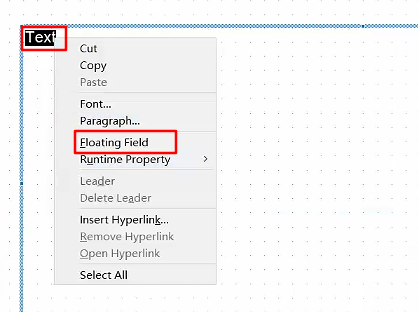 Text
Cut
Copy
Paste
Font...
Paragraph...
Floating Field
Runtime Property
Leader
Delete Leader
Insert Hyperlink...
Remove Hyperlink
Open Hyperlink
Select All